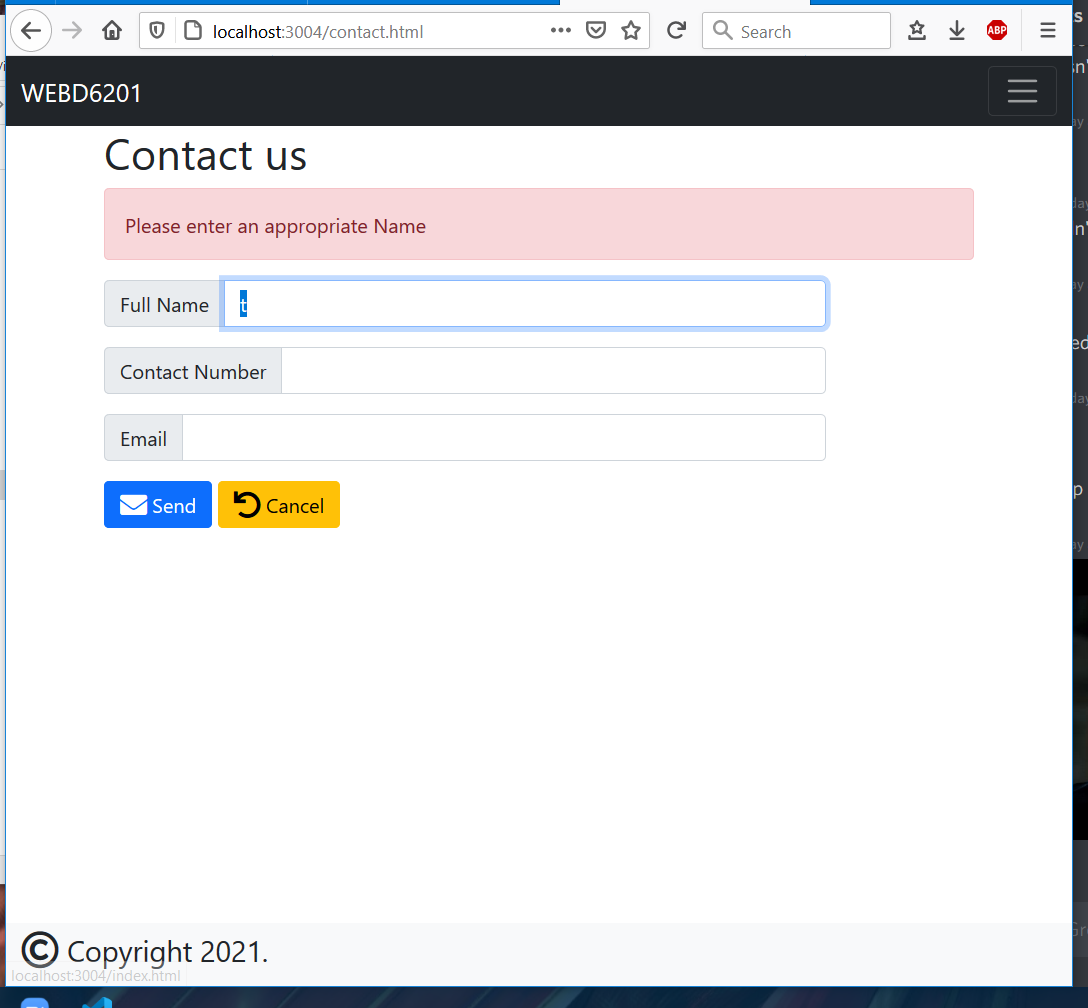 localhost:3004/contact.html
Search
ABP
WEBD6201
Contact us
Please enter an appropriate Name
Full Name t
Contact Number
Email
Send Cancel
© Copyright 2021.
localhost:3004/index.html